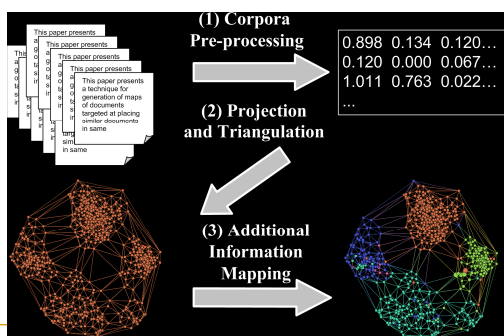 (1) Corpora
Pre-processing
This paper presents
This paper presents
This paper presents
This paper presents
This paper presents
This paper presents
a technique for
generation of maps
of documents
targeted at placing
similar documents
in same
0.898 0.134 0.120...
0.120 0.000 0.067...
1.011 0.763 0.022...
...
(2) Projection
and Triangulation
(3) Additional
Information
Mapping